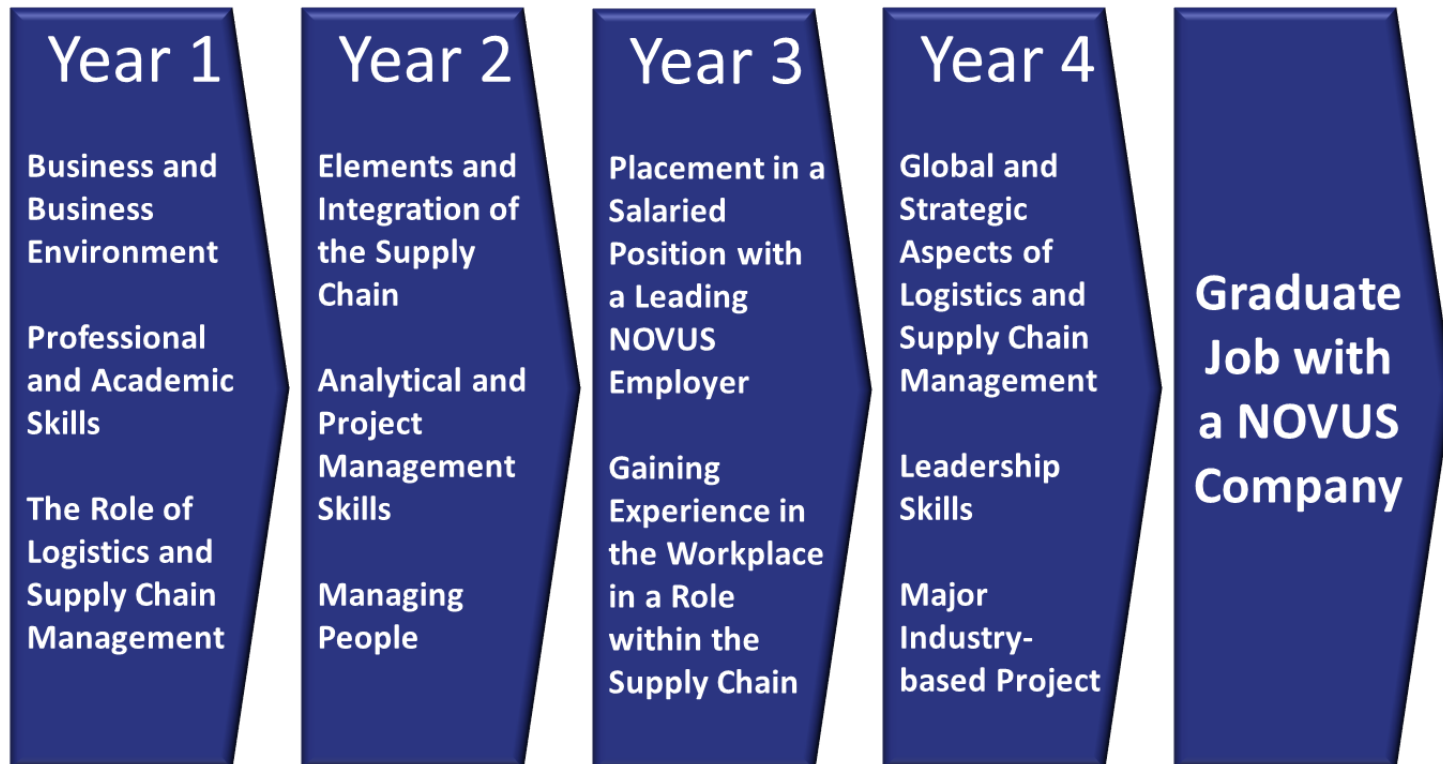 Year 1
Business and
Business
Environment
Professional
and Academic
Skills
The Role of
Logistics and
Supply Chain
Management
Year 2
Elements and
Integration of
the Supply
Chain
Analytical and
Project
Management
Skills
Managing
People
Year 3
Placement in a
Salaried
Position with
a Leading
NOVUS
Employer
Gaining
Experience in
the Workplace
in a Role
within the
Supply Chain
Year 4
Global and
Strategic
Aspects of
Logistics and
Supply Chain
Management
Leadership
Skills
Major
Industry-
based Project
Graduate
Job with
a NOVUS
Company